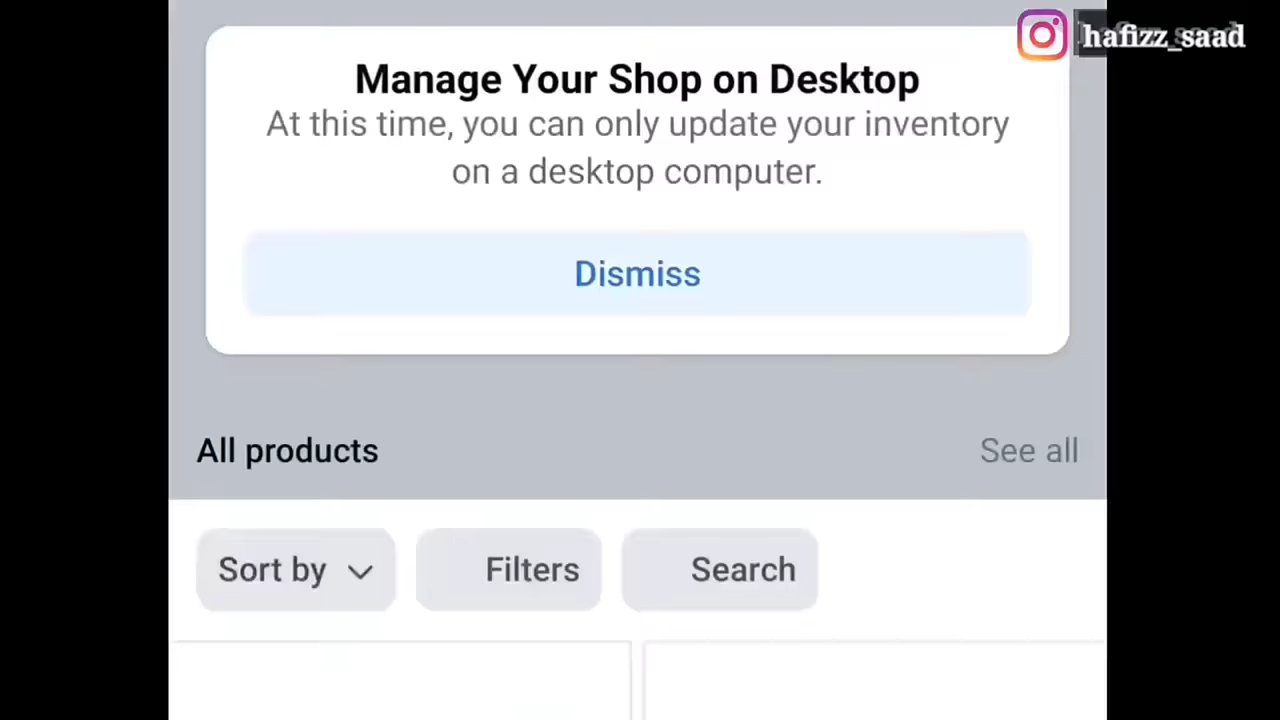 hafizz_saad
Manage Your Shop on Desktop
At this time, you can only update your inventory
on a desktop computer.
Dismiss
All products
See all
Sort by
Filters
Search